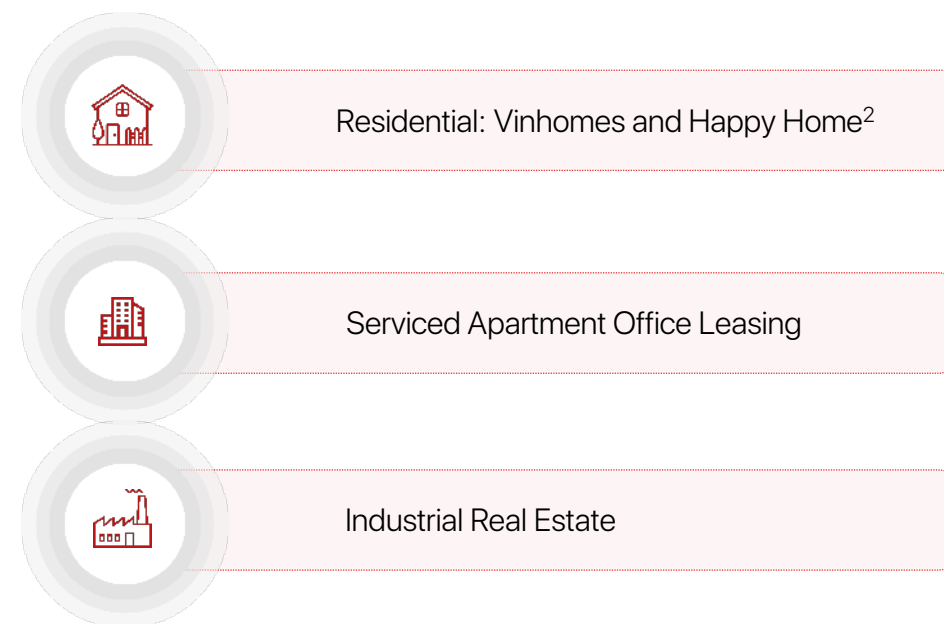 Residential: Vinhomes and Happy Home²
Serviced Apartment Office Leasing
Industrial Real Estate